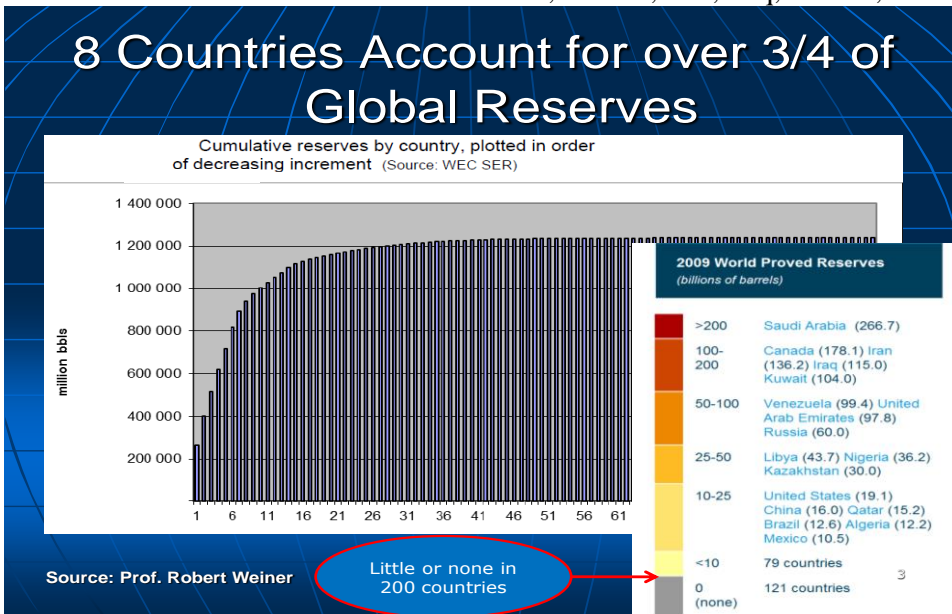 8 Countries Account for over 3/4 of
Global Reserves
Cumulative reserves by country, plotted in order
of decreasing increment (Source: WEC SER)
1 400 000
1 200 000
1 000 000
800 000
600 000
400 000
200 000
million bbls
1 6 11 16 21 26 31 36 41 46 51 56 61
2009 World Proved Reserves
(billions of barrels)
>200 Saudi Arabia (266.7)
100- Canada (178.1) Iran
200 (136.2) Iraq (115.0)
Kuwait (104.0)
50-100 Venezuela (99.4) United
Arab Emirates (97.8)
Russia (60.0)
25-50 Libya (43.7) Nigeria (36.2)
Kazakhstan (30.0)
10-25 United States (19.1)
China (16.0) Qatar (15.2)
Brazil (12.6) Algeria (12.2)
Mexico (10.5)
<10 79 countries
0 121 countries
(none)
Source: Prof. Robert Weiner
Little or none in
200 countries
3